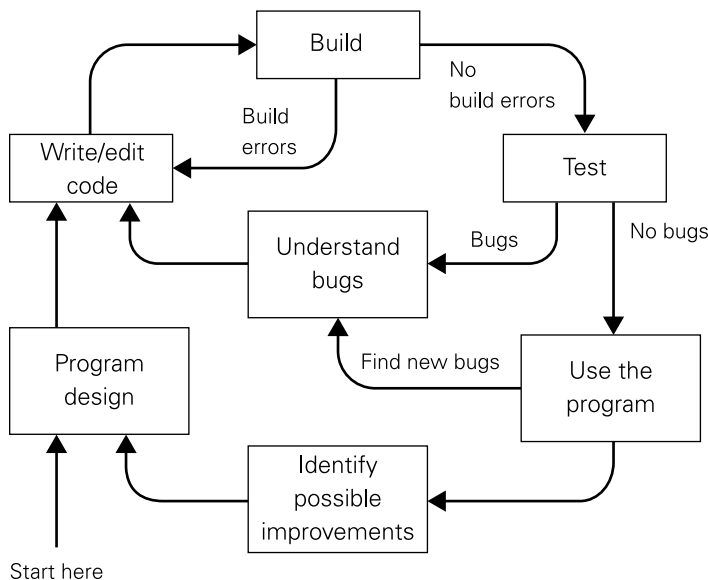 Build
No
build errors
Build
errors
Write/edit
code
Test
Understand
bugs
Bugs
No bugs
Program
design
Find new bugs
Use the
program
Identify
possible
improvements
Start here